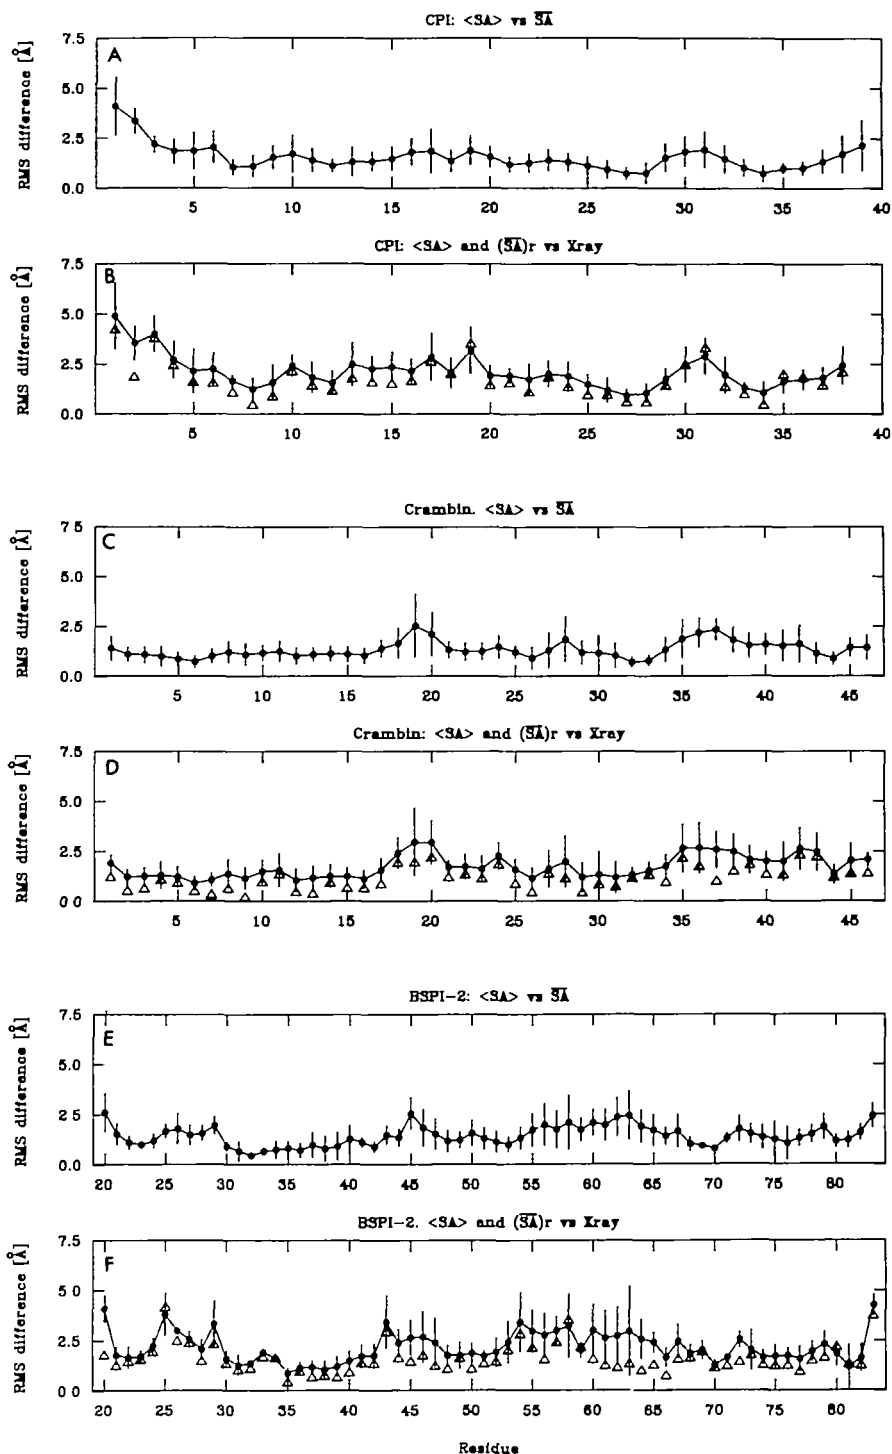 CPI: <SA> vs S̅A̅
A
RMS difference [Å]
7.5
5.0
2.5
0.0
5 10 15 20 25 30 35 40
CPI: <SA> and (S̅A̅)r vs Xray
B
RMS difference [Å]
7.5
5.0
2.5
0.0
5 10 15 20 25 30 35 40
Crambin. <SA> vs S̅A̅
C
RMS difference [Å]
7.5
5.0
2.5
0.0
5 10 15 20 25 30 35 40 45
Crambin: <SA> and (S̅A̅)r vs Xray
D
RMS difference [Å]
7.5
5.0
2.5
0.0
5 10 15 20 25 30 35 40 45
BSPI-2: <SA> vs S̅A̅
E
RMS difference [Å]
7.5
5.0
2.5
0.0
20 25 30 35 40 45 50 55 60 65 70 75 80
BSPI-2. <SA> and (S̅A̅)r vs Xray
F
RMS difference [Å]
7.5
5.0
2.5
0.0
20 25 30 35 40 45 50 55 60 65 70 75 80
Residue